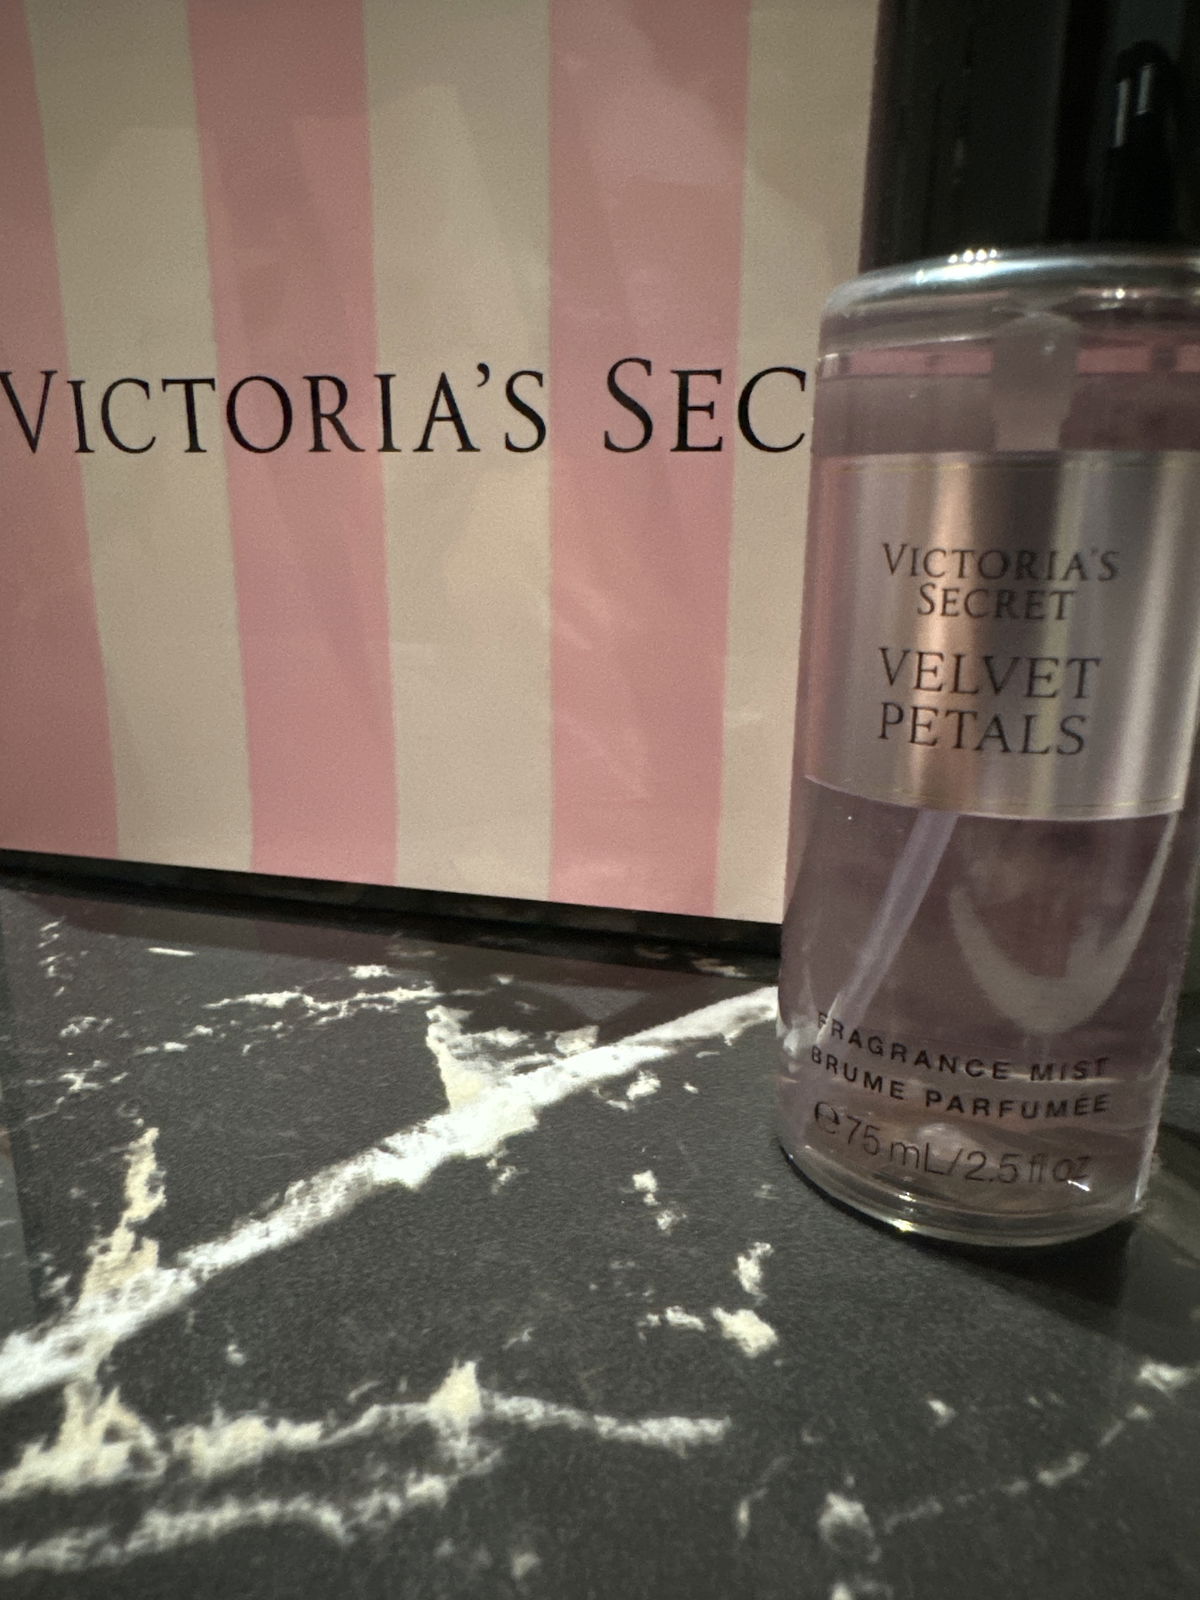 VICTORIA'S SEC
VICTORIA'S
SECRET
VELVET
PETALS
FRAGRANCE MIST
BRUME PARFUMÉE
℮75 mL/2.5 fl oz